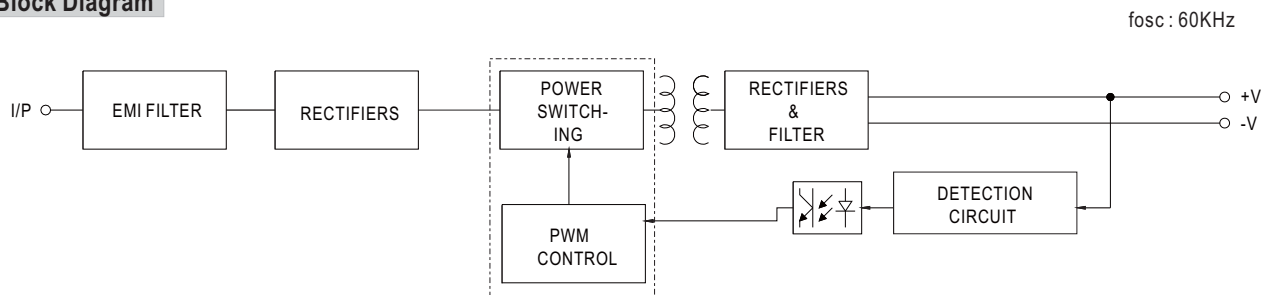 Block Diagram
fosc : 60KHz
I/P
EMI FILTER
RECTIFIERS
POWER
SWITCH-
ING
RECTIFIERS
&
FILTER
+V
-V
DETECTION
CIRCUIT
PWM
CONTROL